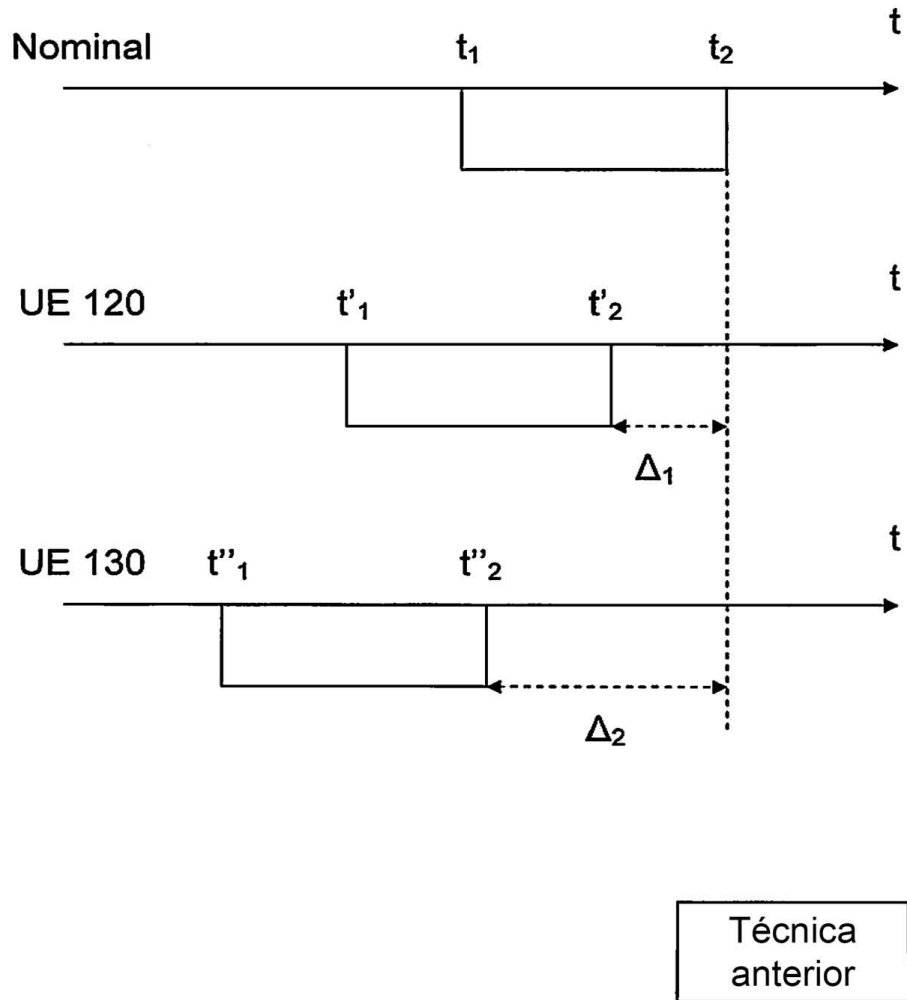 t
Nominal t₁ t₂
t
UE 120 t'₁ t'₂
Δ₁
t
UE 130 t''₁ t''₂
Δ₂
Técnica
anterior